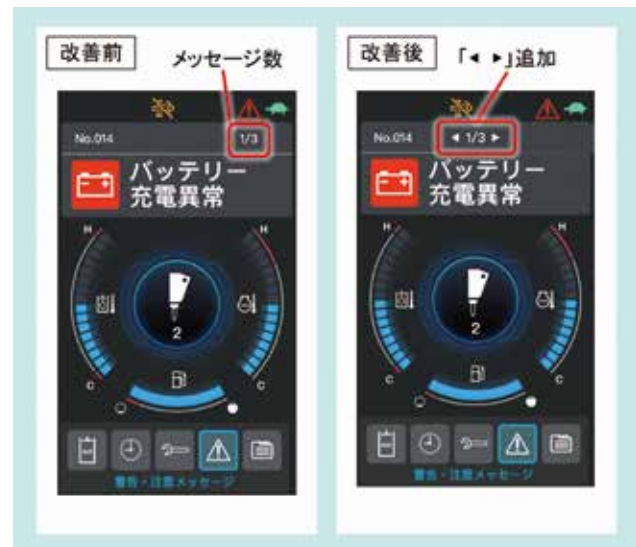 改善前
メッセージ数
No.014
1/3
バッテリー
充電異常
H
H
2
C
C
警告・注意メッセージ
改善後
「◂ ▸」追加
No.014
◂ 1/3 ▸
バッテリー
充電異常
H
H
2
C
C
警告・注意メッセージ